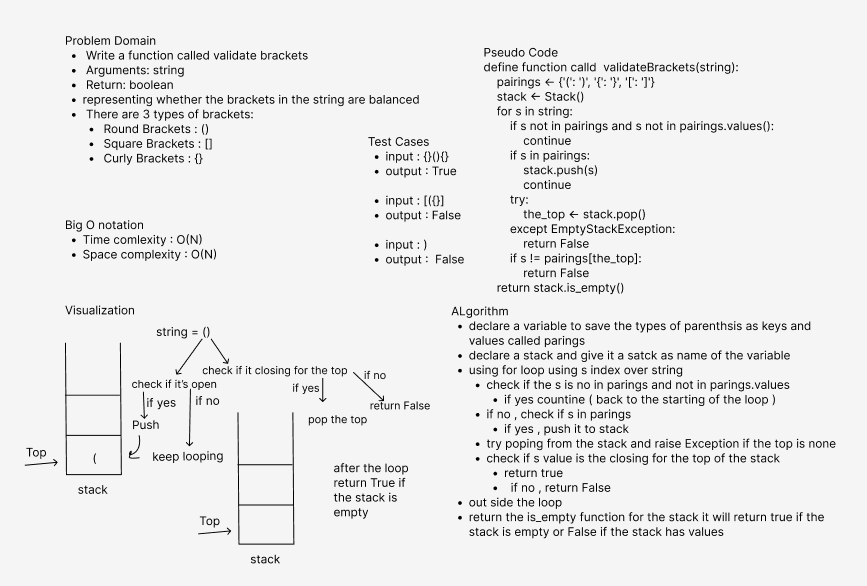 Problem Domain
Write a function called validate brackets
Arguments: string
Return: boolean
representing whether the brackets in the string are balanced
There are 3 types of brackets:
Round Brackets : ()
Square Brackets : []
Curly Brackets : {}
Big O notation
Time comlexity : O(N)
Space complexity : O(N)
Test Cases
input : {}(){}
output : True
input : [({}]
output : False
input : )
output : False
Pseudo Code
define function calld validateBrackets(string):
pairings ← {'(': ')', '{': '}', '[': ']'}
stack ← Stack()
for s in string:
if s not in pairings and s not in pairings.values():
continue
if s in pairings:
stack.push(s)
continue
try:
the_top ← stack.pop()
except EmptyStackException:
return False
if s != pairings[the_top]:
return False
return stack.is_empty()
Visualization
string = ()
check if it closing for the top
check if it's open
if yes
if no
if yes
if no
return False
Push
pop the top
keep looping
Top
(
stack
Top
stack
after the loop
return True if
the stack is
empty
ALgorithm
declare a variable to save the types of parenthsis as keys and
values called parings
declare a stack and give it a satck as name of the variable
using for loop using s index over string
check if the s is no in parings and not in parings.values
if yes countine ( back to the starting of the loop )
if no , check if s in parings
if yes , push it to stack
try poping from the stack and raise Exception if the top is none
check if s value is the closing for the top of the stack
return true
if no , return False
out side the loop
return the is_empty function for the stack it will return true if the
stack is empty or False if the stack has values